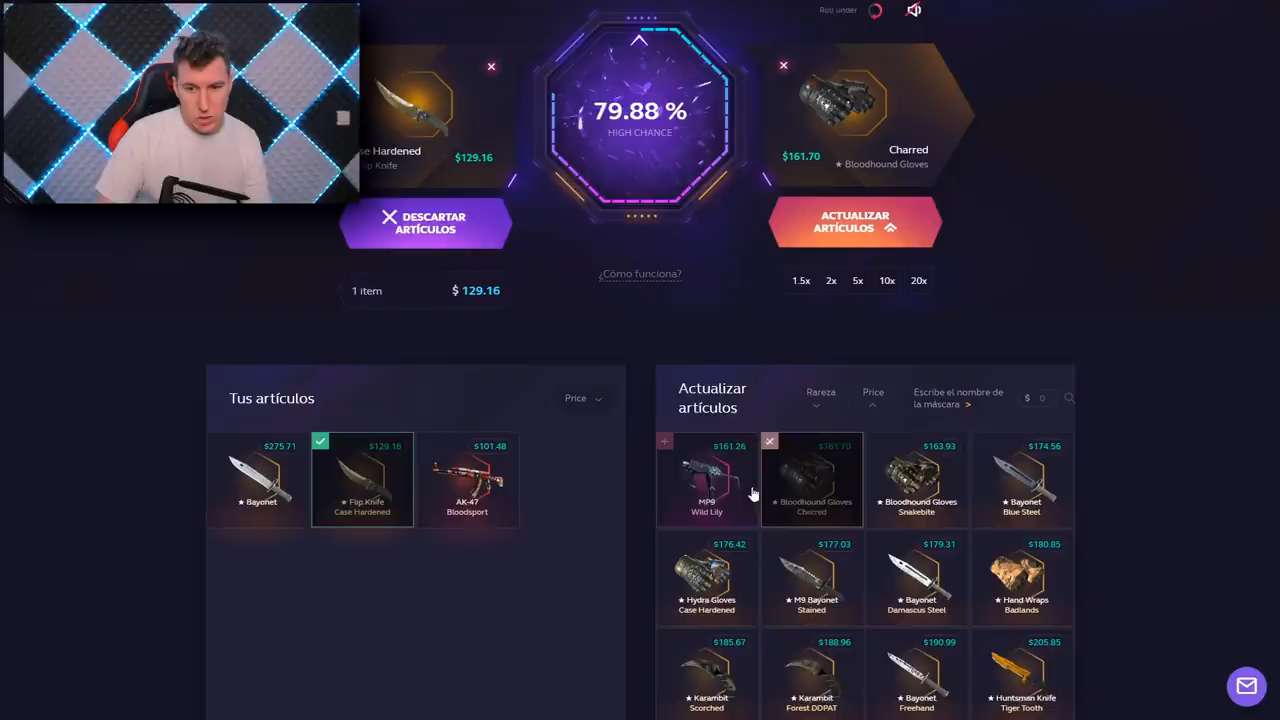 Roll under
79.88 %
HIGH CHANCE
se Hardened
ip Knife
$129.16
$161.70
Charred
★ Bloodhound Gloves
DESCARTAR
ARTÍCULOS
ACTUALIZAR
ARTÍCULOS
¿Cómo funciona?
1 item
$ 129.16
1.5x
2x
5x
10x
20x
Tus artículos
Price
Actualizar
artículos
Rareza
Price
Escribe el nombre de
la máscara >
$ 0
$275.71
★ Bayonet
$129.16
★ Flip Knife
Case Hardened
$101.48
AK-47
Bloodsport
$161.26
MP9
Wild Lily
$161.70
★ Bloodhound Gloves
Charred
$163.93
★ Bloodhound Gloves
Snakebite
$174.56
★ Bayonet
Blue Steel
$176.42
★ Hydra Gloves
Case Hardened
$177.03
★ M9 Bayonet
Stained
$179.31
★ Bayonet
Damascus Steel
$180.85
★ Hand Wraps
Badlands
$185.67
★ Karambit
Scorched
$188.96
★ Karambit
Forest DDPAT
$190.99
★ Bayonet
Freehand
$205.85
★ Huntsman Knife
Tiger Tooth